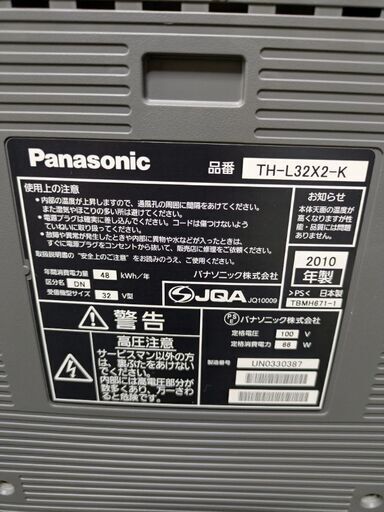 Panasonic
品番 TH-L32X2-K
使用上の注意
・内部の温度が上昇しますので、通風孔の周囲に間隔をあけてください。
また湿気やほこりの多い所は避けてください。
・電源プラグは確実に差し込んでください。コードは傷つけないよう
ていねいに取り扱ってください。
・故障や異常が発生したときや内部に異物や水などが入ったときは、
すぐに電源プラグをコンセントから抜いて、販売店に修理をご依頼
ください。
取扱説明書の“安全上のご注意”をお読みのうえ、ご使用ください。
お知らせ
本体天面の温度が
高くなりますが性
能・品質には問題
ありません。
年間消費電力量 48 kWh/年
区分名 DN
受信機型サイズ 32 V型
パナソニック株式会社
JQA JQ10009
2010
年製
>PS< 日本製
TBMH671-1
警告
高圧注意
サービスマン以外の方
は、裏ぶたをあけない
でください。
内部には高電圧部分が
数多くあり、万一さわ
ると危険です。
PS E パナソニック株式会社
定格電圧 100 V
定格消費電力 88 W
製造番号 UN0330387